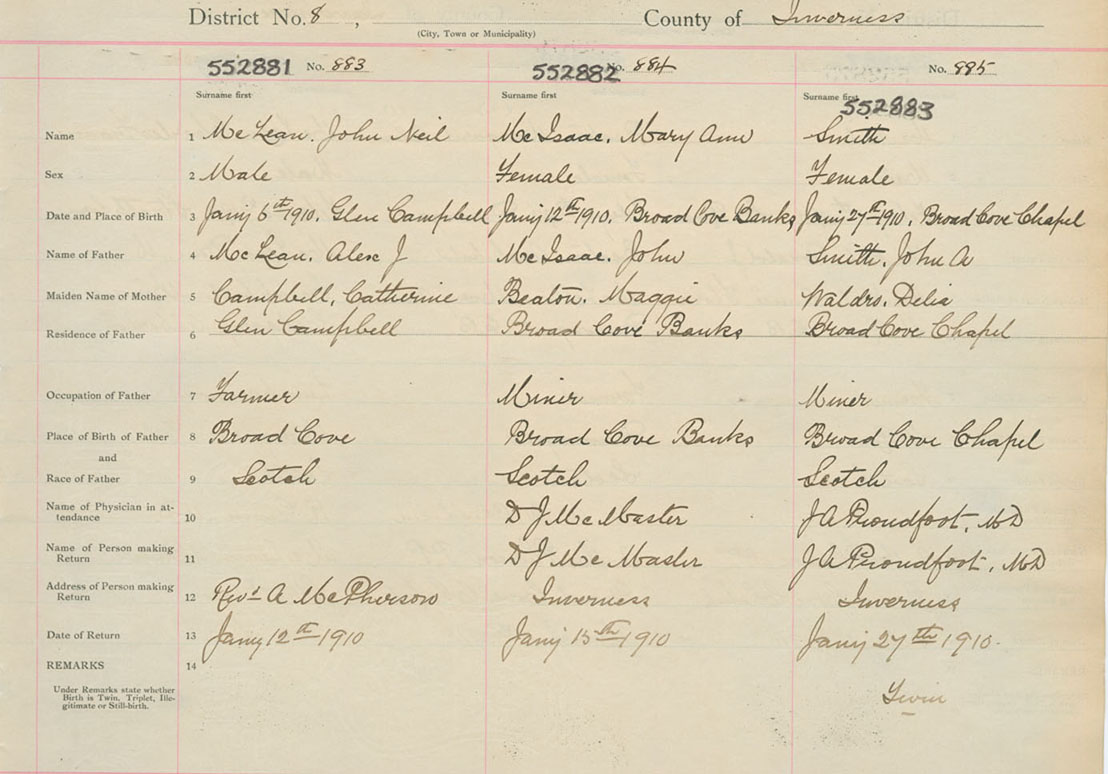 District No. 8 , County of Inverness
(City, Town or Municipality)
552881 No. 883 552882 No. 884 No. 885
Surname first Surname first Surname first 552883
Name 1 McLean. John Neil McIsaac. Mary Ann Smith
Sex 2 Male Female Female
Date and Place of Birth 3 Jany 6th 1910. Glen Campbell Jany 12th 1910. Broad Cove Banks Jany 27th 1910. Broad Cove Chapel
Name of Father 4 McLean. Alex J McIsaac. John Smith. John A
Maiden Name of Mother 5 Campbell, Catherine Beaton. Maggie Waldro. Delia
Residence of Father 6 Glen Campbell Broad Cove Banks Broad Cove Chapel
Occupation of Father 7 Farmer Miner Miner
Place of Birth of Father 8 Broad Cove Broad Cove Banks Broad Cove Chapel
and
Race of Father 9 Scotch Scotch Scotch
Name of Physician in at-
tendance 10 D J McMaster J A Proudfoot, MD
Name of Person making
Return 11 D J McMaster J A Proudfoot, MD
Address of Person making
Return 12 Revd A McPherson Inverness Inverness
Date of Return 13 Jany 12th 1910 Jany 15th 1910 Jany 27th 1910.
REMARKS 14
Under Remarks state whether
Birth is Twin, Triplet, Ille-
gitimate or Still-birth.
Twin